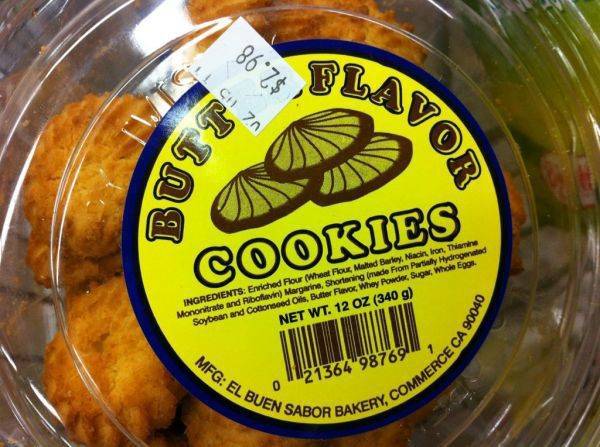 $2.98
BUTT FLAVOR
COOKIES
INGREDIENTS: Enriched Flour (Wheat Flour, Malted Barley, Niacin, Iron, Thiamine
Mononitrate and Riboflavin) Margarine, Shortening (made From Partially Hydrogenated
Soybean and Cottonseed Oils, Butter Flavor, Whey Powder, Sugar, Whole Eggs.
NET WT. 12 OZ (340 g)
0 21364 98769 1
MFG: EL BUEN SABOR BAKERY, COMMERCE CA 90040